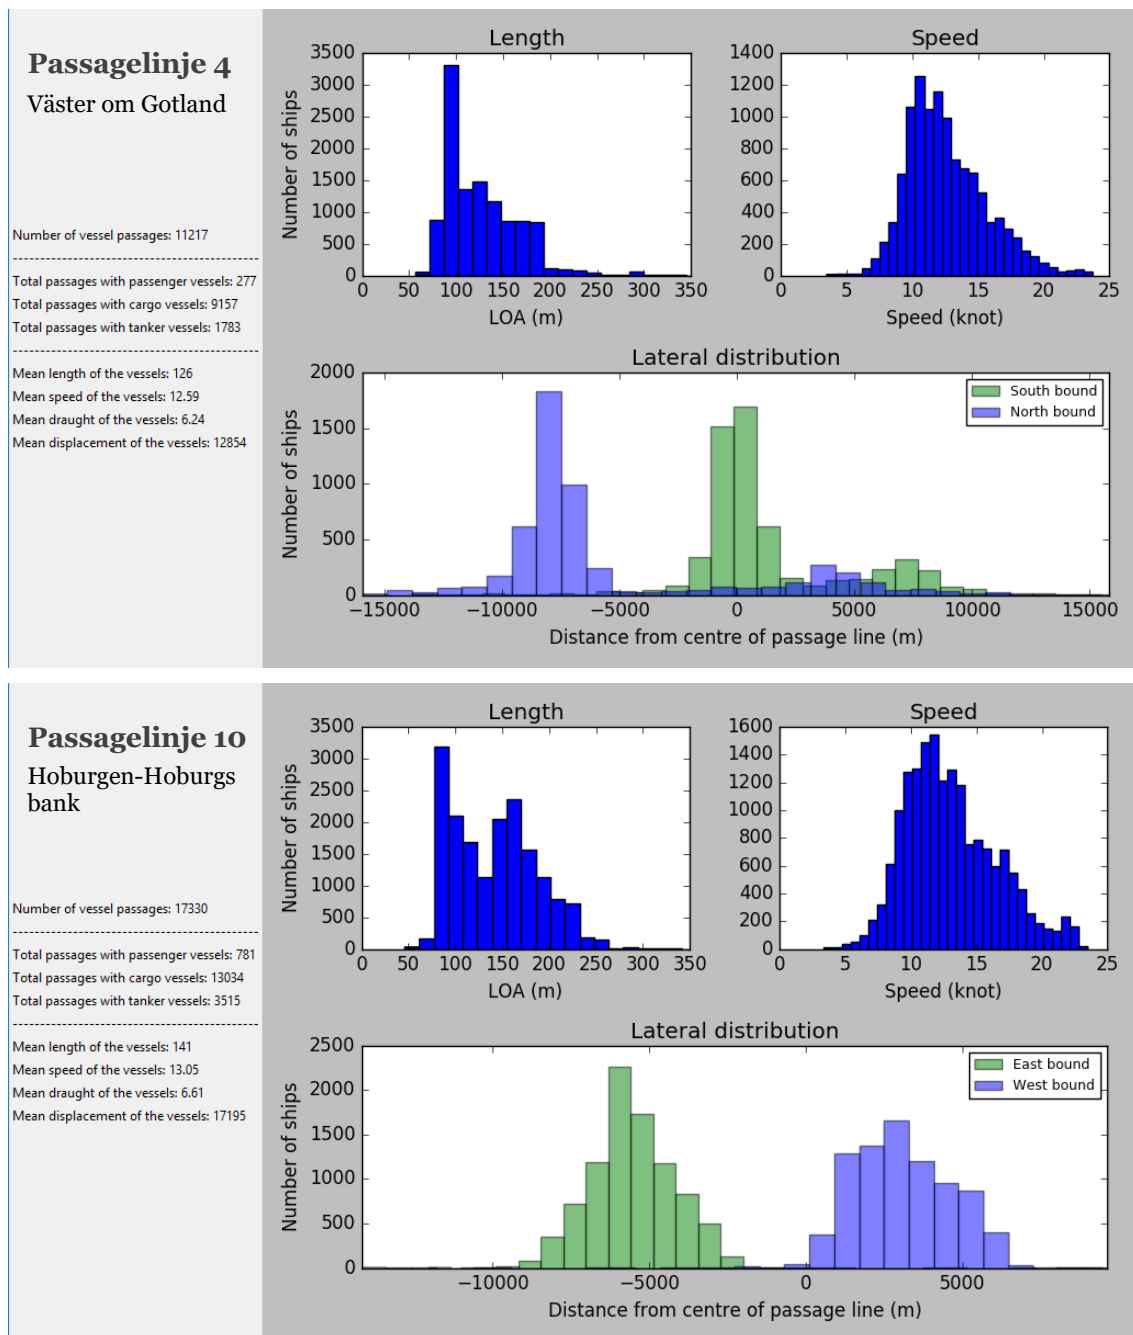 Passagelinje 4
Väster om Gotland
Number of vessel passages: 11217
Total passages with passenger vessels: 277
Total passages with cargo vessels: 9157
Total passages with tanker vessels: 1783
Mean length of the vessels: 126
Mean speed of the vessels: 12.59
Mean draught of the vessels: 6.24
Mean displacement of the vessels: 12854
Length
3500
3000
2500
2000
1500
1000
500
0
Number of ships
0 50 100 150 200 250 300 350
LOA (m)
Speed
1400
1200
1000
800
600
400
200
0
0 5 10 15 20 25
Speed (knot)
Lateral distribution
2000
1500
1000
500
0
Number of ships
South bound
North bound
−15000 −10000 −5000 0 5000 10000 15000
Distance from centre of passage line (m)
Passagelinje 10
Hoburgen-Hoburgs
bank
Number of vessel passages: 17330
Total passages with passenger vessels: 781
Total passages with cargo vessels: 13034
Total passages with tanker vessels: 3515
Mean length of the vessels: 141
Mean speed of the vessels: 13.05
Mean draught of the vessels: 6.61
Mean displacement of the vessels: 17195
Length
3500
3000
2500
2000
1500
1000
500
0
Number of ships
0 50 100 150 200 250 300 350
LOA (m)
Speed
1600
1400
1200
1000
800
600
400
200
0
0 5 10 15 20 25
Speed (knot)
Lateral distribution
2500
2000
1500
1000
500
0
Number of ships
East bound
West bound
−10000 −5000 0 5000
Distance from centre of passage line (m)